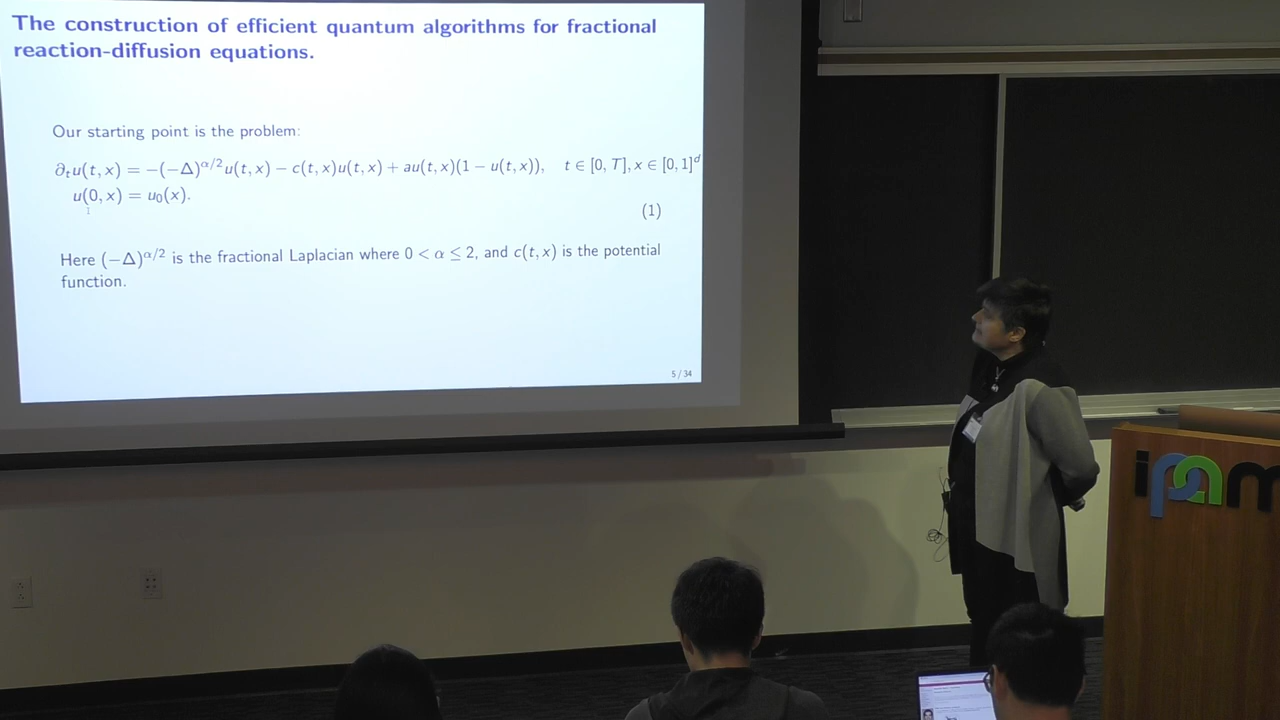 The construction of efficient quantum algorithms for fractional
reaction-diffusion equations.
Our starting point is the problem:
∂ₜu(t, x) = −(−Δ)^{α/2}u(t, x) − c(t, x)u(t, x) + au(t, x)(1 − u(t, x)), t ∈ [0, T], x ∈ [0, 1]^d
u(0, x) = u₀(x).
(1)
Here (−Δ)^{α/2} is the fractional Laplacian where 0 < α ≤ 2, and c(t, x) is the potential
function.
5 / 34
ipam